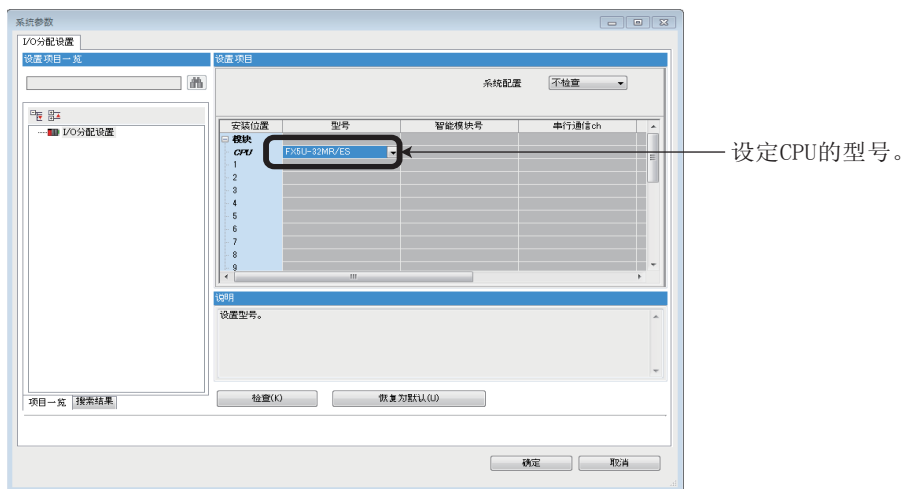 系统参数
I/O分配设置
设置项目一览
设置项目
系统配置
不检查
I/O分配设置
安装位置 型号 智能模块号 串行通信ch
模块
CPU FX5U-32MR/ES
1
2
3
4
5
6
7
8
9
设定CPU的型号。
说明
设置型号。
项目一览 搜索结果
检查(K) 恢复为默认(U)
确定 取消